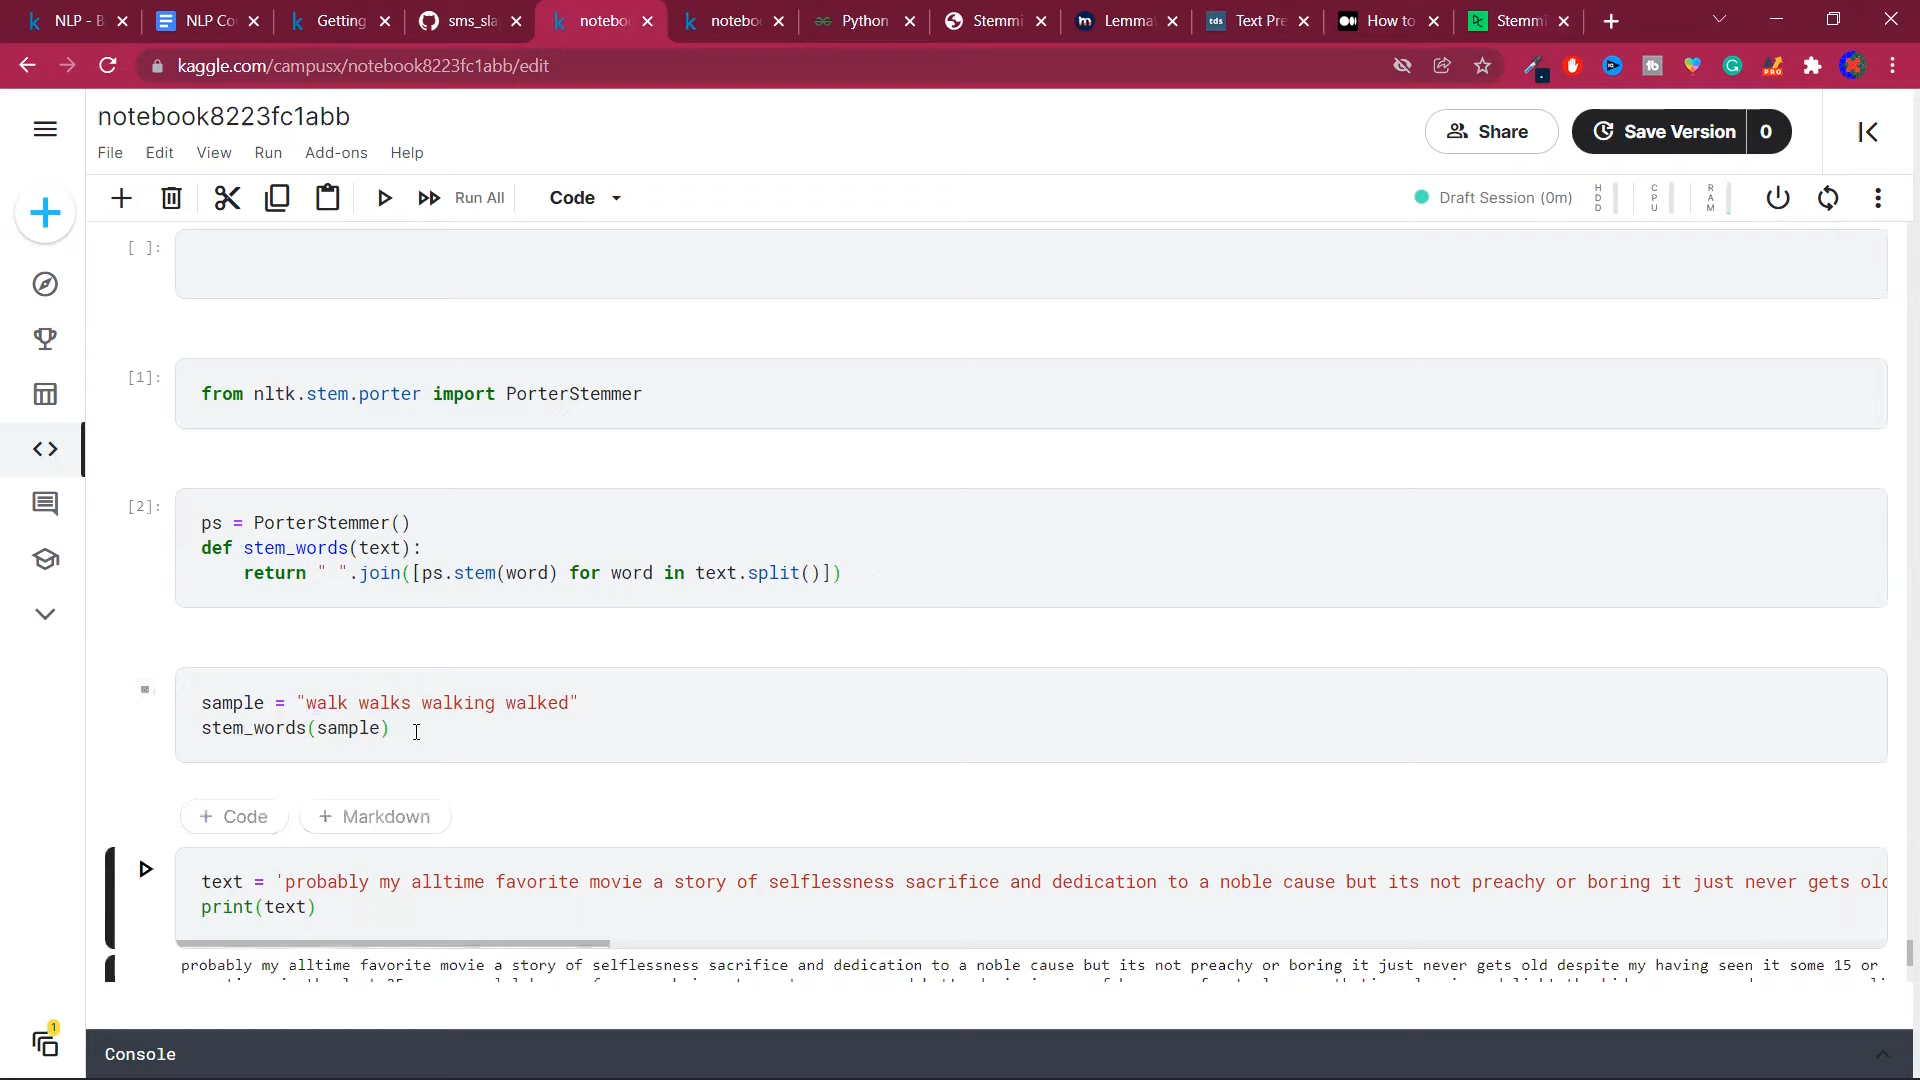 NLP - B
NLP Co
Getting
sms_sla
notebo
notebo
Python
Stemmi
Lemma
tds
Text Pre
How to
Stemmi
kaggle.com/campusx/notebook8223fc1abb/edit
notebook8223fc1abb
File Edit View Run Add-ons Help
Share
Save Version 0
Run All
Code
Draft Session (0m)
HDD
CPU
RAM
[ ]:
[1]:
from nltk.stem.porter import PorterStemmer
[2]:
ps = PorterStemmer()
def stem_words(text):
return " ".join([ps.stem(word) for word in text.split()])
sample = "walk walks walking walked"
stem_words(sample)
+ Code
+ Markdown
text = 'probably my alltime favorite movie a story of selflessness sacrifice and dedication to a noble cause but its not preachy or boring it just never gets old
print(text)
probably my alltime favorite movie a story of selflessness sacrifice and dedication to a noble cause but its not preachy or boring it just never gets old despite my having seen it some 15 or
1
Console